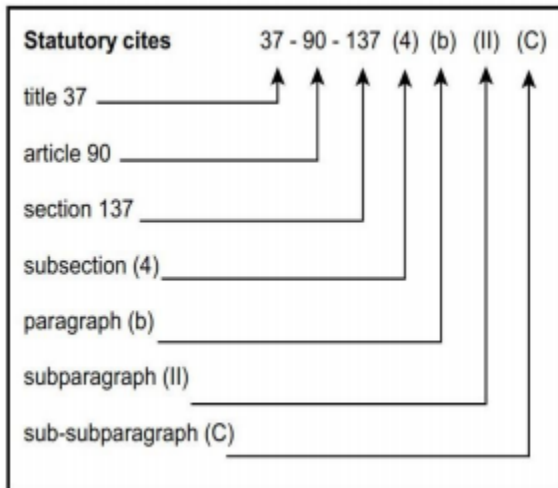 Statutory cites 37 - 90 - 137 (4) (b) (II) (C)
title 37
article 90
section 137
subsection (4)
paragraph (b)
subparagraph (II)
sub-subparagraph (C)